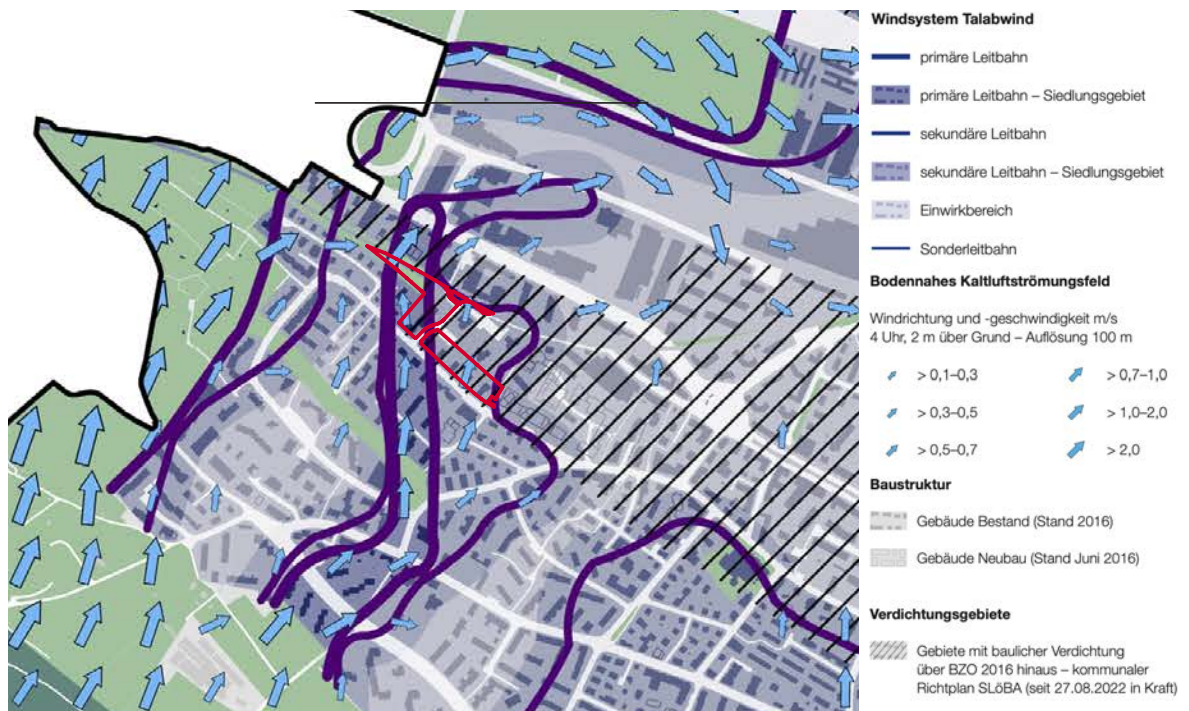 Windsystem Talabwind
primäre Leitbahn
primäre Leitbahn – Siedlungsgebiet
sekundäre Leitbahn
sekundäre Leitbahn – Siedlungsgebiet
Einwirkbereich
Sonderleitbahn
Bodennahes Kaltluftströmungsfeld
Windrichtung und -geschwindigkeit m/s
4 Uhr, 2 m über Grund – Auflösung 100 m
> 0,1–0,3
> 0,7–1,0
> 0,3–0,5
> 1,0–2,0
> 0,5–0,7
> 2,0
Baustruktur
Gebäude Bestand (Stand 2016)
Gebäude Neubau (Stand Juni 2016)
Verdichtungsgebiete
Gebiete mit baulicher Verdichtung
über BZO 2016 hinaus – kommunaler
Richtplan SLöBA (seit 27.08.2022 in Kraft)